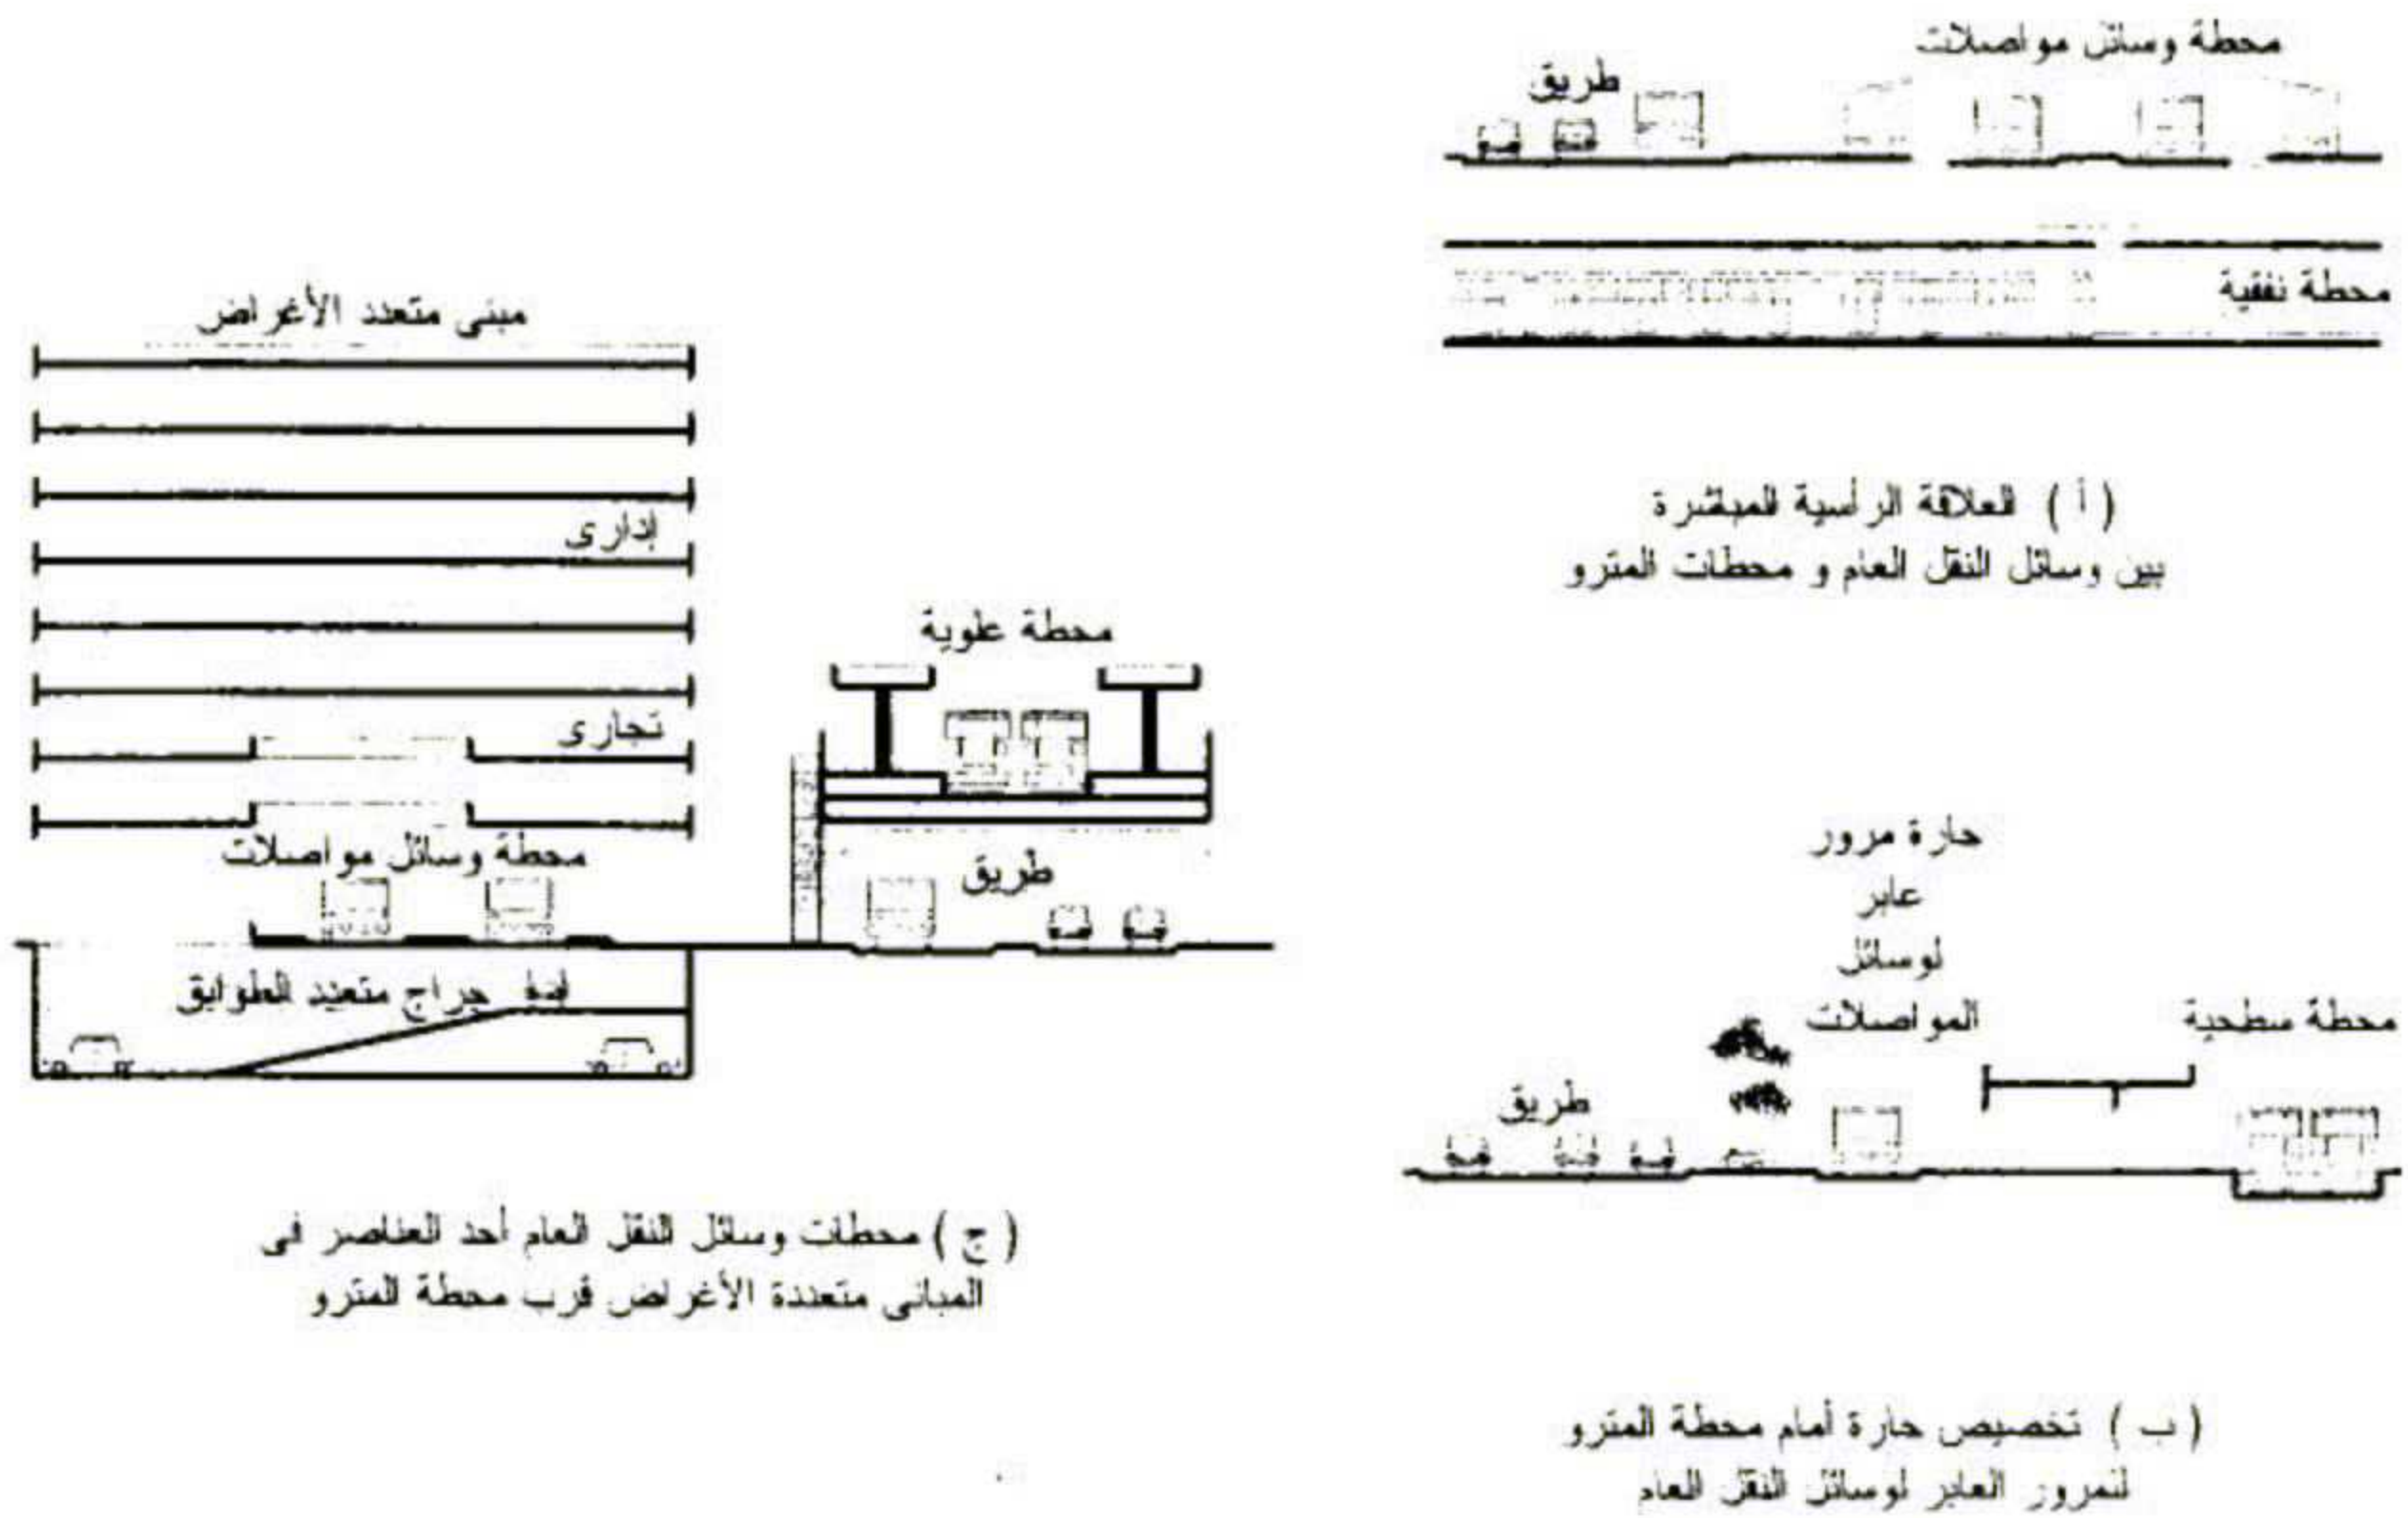 محطة وسائل مواصلات
طريق
محطة نفقية
( أ ) العلاقة الرأسية المباشرة
بين وسائل النقل العام و محطات المترو
مبنى متعدد الأغراض
إدارى
تجارى
محطة وسائل مواصلات
جراج متعدد الطوابق
محطة علوية
طريق
( ج ) محطات وسائل النقل العام أحد العناصر فى
المبانى متعددة الأغراض قرب محطة المترو
حارة مرور
عابر
لوسائل
المواصلات
محطة سطحية
طريق
( ب ) تخصيص حارة أمام محطة المترو
للمرور العابر لوسائل النقل العام